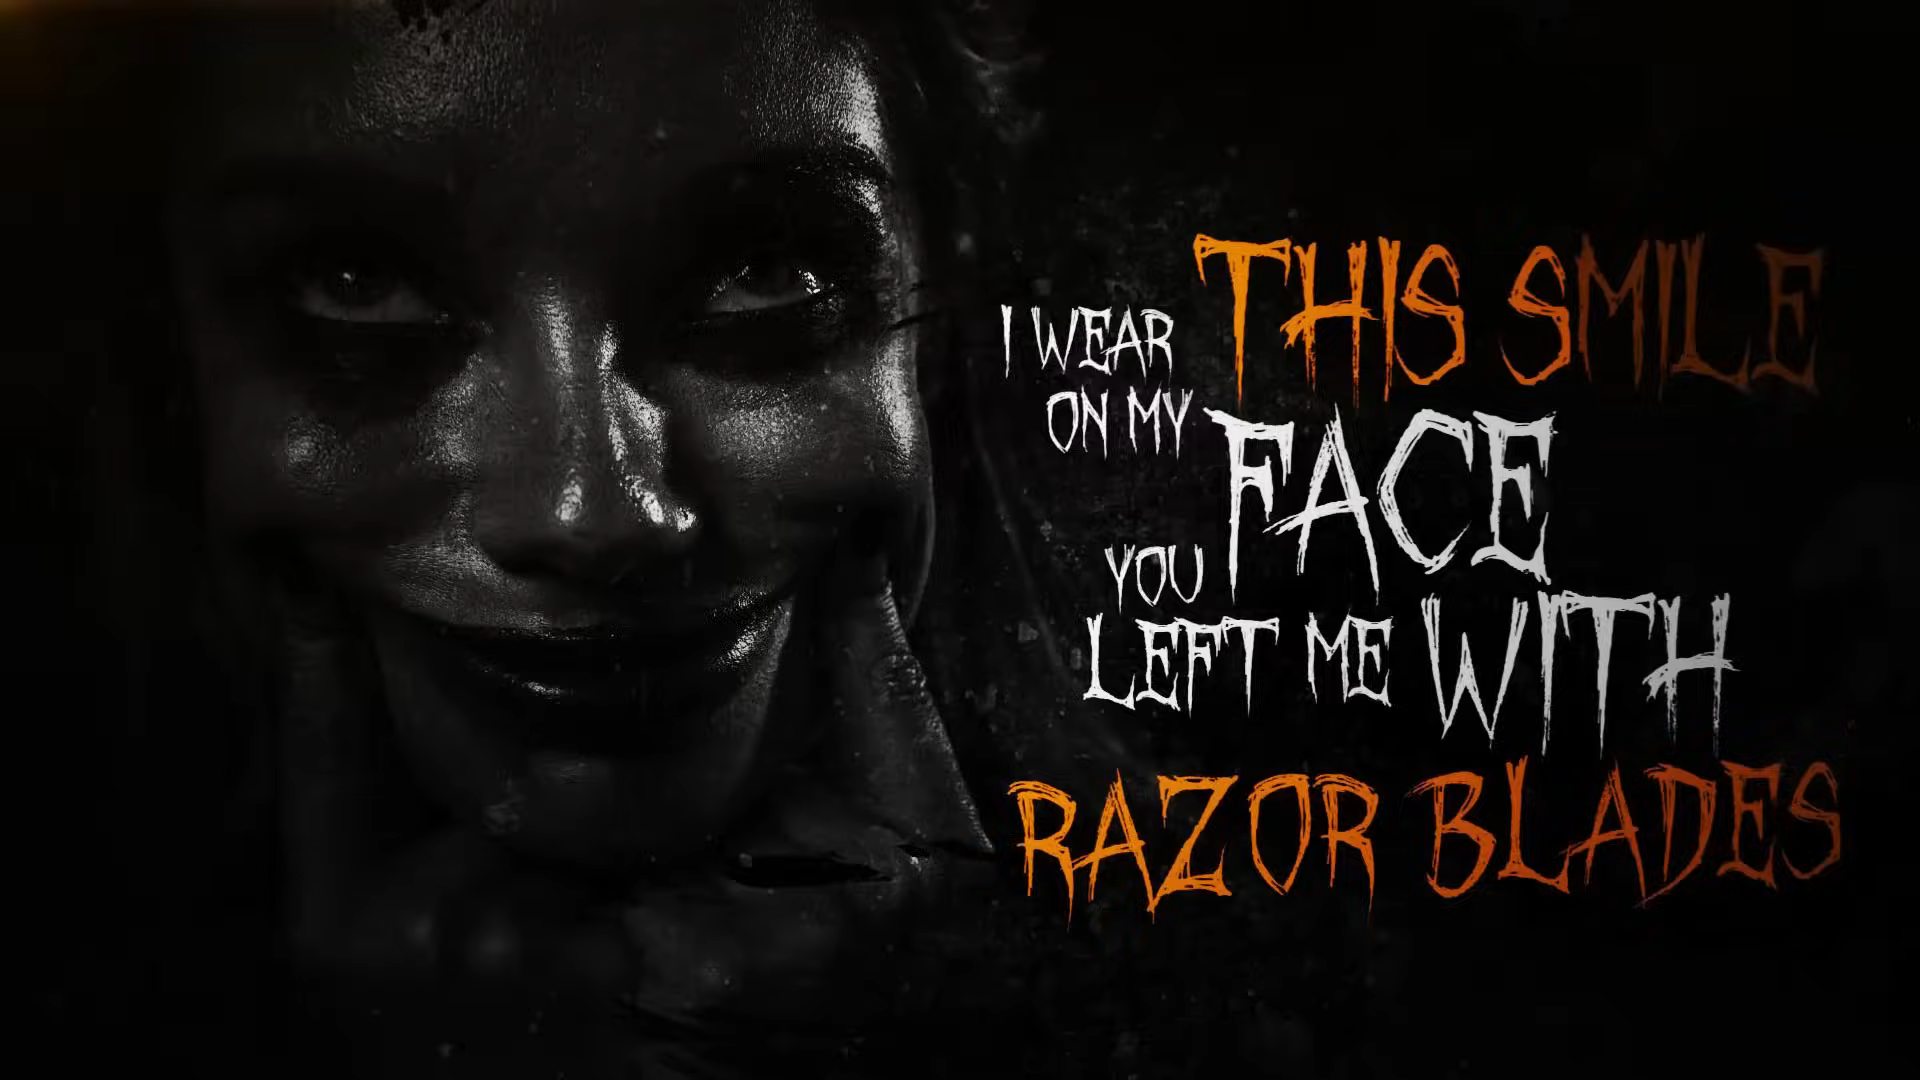 I WEAR THIS SMILE
ON MY FACE
YOU
LEFT ME WITH
RAZOR BLADES